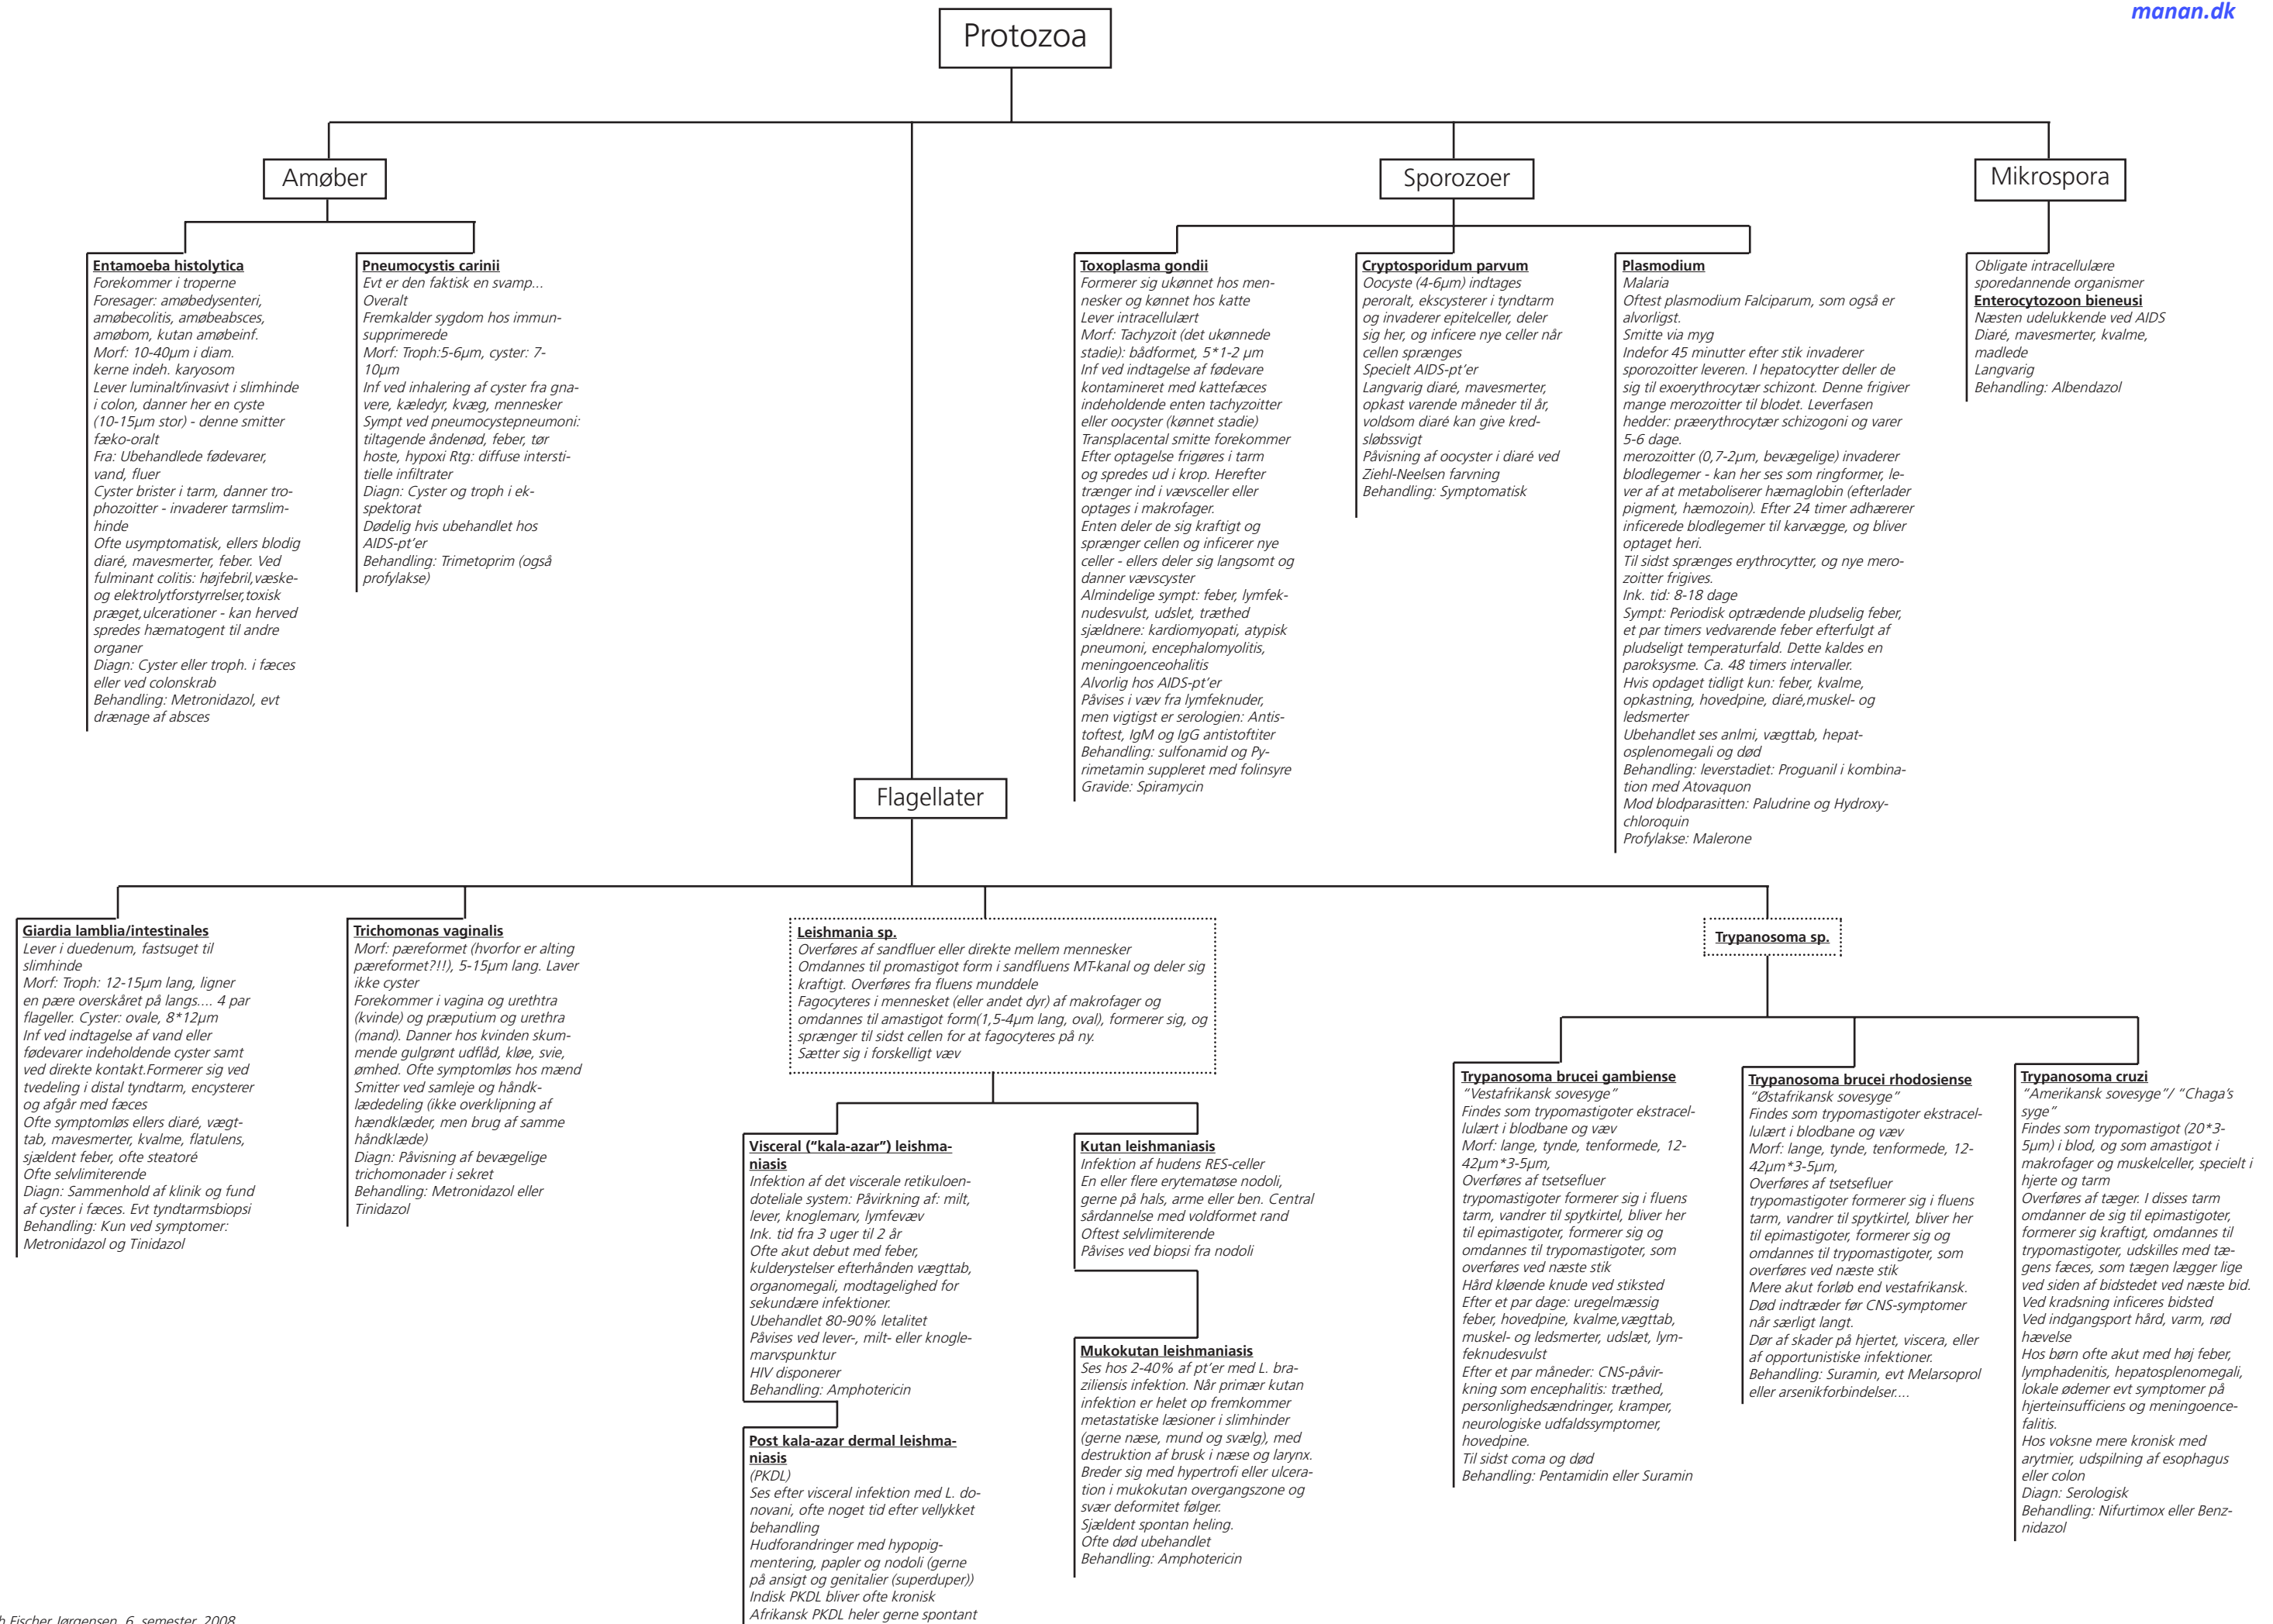 manan.dk
Protozoa
Amøber
Sporozoer
Mikrospora
Entamoeba histolytica
Forekommer i troperne
Foresager: amøbedysenteri,
amøbecolitis, amøbeabsces,
amøbom, kutan amøbeinf.
Morf: 10-40µm i diam.
kerne indeh. karyosom
Lever luminalt/invasivt i slimhinde
i colon, danner her en cyste
(10-15µm stor) - denne smitter
fæko-oralt
Fra: Ubehandlede fødevarer,
vand, fluer
Cyster brister i tarm, danner tro-
phozoitter - invaderer tarmslim-
hinde
Ofte usymptomatisk, ellers blodig
diaré, mavesmerter, feber. Ved
fulminant colitis: højfebril,væske-
og elektrolytforstyrrelser,toxisk
præget,ulcerationer - kan herved
spredes hæmatogent til andre
organer
Diagn: Cyster eller troph. i fæces
eller ved colonskrab
Behandling: Metronidazol, evt
drænage af absces
Pneumocystis carinii
Evt er den faktisk en svamp...
Overalt
Fremkalder sygdom hos immun-
supprimerede
Morf: Troph:5-6µm, cyster: 7-
10µm
Inf ved inhalering af cyster fra gna-
vere, kæledyr, kvæg, mennesker
Sympt ved pneumocystepneumoni:
tiltagende åndenød, feber, tør
hoste, hypoxi Rtg: diffuse intersti-
tielle infiltrater
Diagn: Cyster og troph i ek-
spektorat
Dødelig hvis ubehandlet hos
AIDS-pt'er
Behandling: Trimetoprim (også
profylakse)
Toxoplasma gondii
Formerer sig ukønnet hos men-
nesker og kønnet hos katte
Lever intracellulært
Morf: Tachyzoit (det ukønnede
stadie): bådformet, 5*1-2 µm
Inf ved indtagelse af fødevare
kontamineret med kattefæces
indeholdende enten tachyzoitter
eller oocyster (kønnet stadie)
Transplacental smitte forekommer
Efter optagelse frigøres i tarm
og spredes ud i krop. Herefter
trænger ind i vævsceller eller
optages i makrofager.
Enten deler de sig kraftigt og
sprænger cellen og inficerer nye
celler - ellers deler sig langsomt og
danner vævscyster
Almindelige sympt: feber, lymfek-
nudesvulst, udslet, træthed
sjældnere: kardiomyopati, atypisk
pneumoni, encephalomyolitis,
meningoenceohalitis
Alvorlig hos AIDS-pt'er
Påvises i væv fra lymfeknuder,
men vigtigst er serologien: Antis-
toftest, IgM og IgG antistoftiter
Behandling: sulfonamid og Py-
rimetamin suppleret med folinsyre
Gravide: Spiramycin
Cryptosporidum parvum
Oocyste (4-6µm) indtages
peroralt, ekscysterer i tyndtarm
og invaderer epitelceller, deler
sig her, og inficere nye celler når
cellen sprænges
Specielt AIDS-pt'er
Langvarig diaré, mavesmerter,
opkast varende måneder til år,
voldsom diaré kan give kred-
sløbssvigt
Påvisning af oocyster i diaré ved
Ziehl-Neelsen farvning
Behandling: Symptomatisk
Plasmodium
Malaria
Oftest plasmodium Falciparum, som også er
alvorligst.
Smitte via myg
Indefor 45 minutter efter stik invaderer
sporozoitter leveren. I hepatocytter deller de
sig til exoerythrocytær schizont. Denne frigiver
mange merozoitter til blodet. Leverfasen
hedder: præerythrocytær schizogoni og varer
5-6 dage.
merozoitter (0,7-2µm, bevægelige) invaderer
blodlegemer - kan her ses som ringformer, le-
ver af at metaboliserer hæmaglobin (efterlader
pigment, hæmozoin). Efter 24 timer adhærerer
inficerede blodlegemer til karvægge, og bliver
optaget heri.
Til sidst sprænges erythrocytter, og nye mero-
zoitter frigives.
Ink. tid: 8-18 dage
Sympt: Periodisk optrædende pludselig feber,
et par timers vedvarende feber efterfulgt af
pludseligt temperaturfald. Dette kaldes en
paroksysme. Ca. 48 timers intervaller.
Hvis opdaget tidligt kun: feber, kvalme,
opkastning, hovedpine, diaré,muskel- og
ledsmerter
Ubehandlet ses anlmi, vægttab, hepat-
osplenomegali og død
Behandling: leverstadiet: Proguanil i kombina-
tion med Atovaquon
Mod blodparasitten: Paludrine og Hydroxy-
chloroquin
Profylakse: Malerone
Obligate intracellulære
sporedannende organismer
Enterocytozoon bieneusi
Næsten udelukkende ved AIDS
Diaré, mavesmerter, kvalme,
madlede
Langvarig
Behandling: Albendazol
Flagellater
Giardia lamblia/intestinales
Lever i duedenum, fastsuget til
slimhinde
Morf: Troph: 12-15µm lang, ligner
en pære overskåret på langs.... 4 par
flageller. Cyster: ovale, 8*12µm
Inf ved indtagelse af vand eller
fødevarer indeholdende cyster samt
ved direkte kontakt.Formerer sig ved
tvedeling i distal tyndtarm, encysterer
og afgår med fæces
Ofte symptomløs ellers diaré, vægt-
tab, mavesmerter, kvalme, flatulens,
sjældent feber, ofte steatoré
Ofte selvlimiterende
Diagn: Sammenhold af klinik og fund
af cyster i fæces. Evt tyndtarmsbiopsi
Behandling: Kun ved symptomer:
Metronidazol og Tinidazol
Trichomonas vaginalis
Morf: pæreformet (hvorfor er alting
pæreformet?!!), 5-15µm lang. Laver
ikke cyster
Forekommer i vagina og urethtra
(kvinde) og præputium og urethra
(mand). Danner hos kvinden skum-
mende gulgrønt udflåd, kløe, svie,
ømhed. Ofte symptomløs hos mænd
Smitter ved samleje og håndk-
lædedeling (ikke overklipning af
hændklæder, men brug af samme
håndklæde)
Diagn: Påvisning af bevægelige
trichomonader i sekret
Behandling: Metronidazol eller
Tinidazol
Leishmania sp.
Overføres af sandfluer eller direkte mellem mennesker
Omdannes til promastigot form i sandfluens MT-kanal og deler sig
kraftigt. Overføres fra fluens munddele
Fagocyteres i mennesket (eller andet dyr) af makrofager og
omdannes til amastigot form(1,5-4µm lang, oval), formerer sig, og
sprænger til sidst cellen for at fagocyteres på ny.
Sætter sig i forskelligt væv
Visceral ("kala-azar") leishma-
niasis
Infektion af det viscerale retikuloen-
doteliale system: Påvirkning af: milt,
lever, knoglemarv, lymfevæv
Ink. tid fra 3 uger til 2 år
Ofte akut debut med feber,
kulderystelser efterhånden vægttab,
organomegali, modtagelighed for
sekundære infektioner.
Ubehandlet 80-90% letalitet
Påvises ved lever-, milt- eller knogle-
marvspunktur
HIV disponerer
Behandling: Amphotericin
Post kala-azar dermal leishma-
niasis
(PKDL)
Ses efter visceral infektion med L. do-
novani, ofte noget tid efter vellykket
behandling
Hudforandringer med hypopig-
mentering, papler og nodoli (gerne
på ansigt og genitalier (superduper))
Indisk PKDL bliver ofte kronisk
Afrikansk PKDL heler gerne spontant
Kutan leishmaniasis
Infektion af hudens RES-celler
En eller flere erytematøse nodoli,
gerne på hals, arme eller ben. Central
sårdannelse med voldformet rand
Oftest selvlimiterende
Påvises ved biopsi fra nodoli
Mukokutan leishmaniasis
Ses hos 2-40% af pt'er med L. bra-
ziliensis infektion. Når primær kutan
infektion er helet op fremkommer
metastatiske læsioner i slimhinder
(gerne næse, mund og svælg), med
destruktion af brusk i næse og larynx.
Breder sig med hypertrofi eller ulcera-
tion i mukokutan overgangszone og
svær deformitet følger.
Sjældent spontan heling.
Ofte død ubehandlet
Behandling: Amphotericin
Trypanosoma sp.
Trypanosoma brucei gambiense
"Vestafrikansk sovesyge"
Findes som trypomastigoter ekstracel-
lulært i blodbane og væv
Morf: lange, tynde, tenformede, 12-
42µm*3-5µm,
Overføres af tsetsefluer
trypomastigoter formerer sig i fluens
tarm, vandrer til spytkirtel, bliver her
til epimastigoter, formerer sig og
omdannes til trypomastigoter, som
overføres ved næste stik
Hård kløende knude ved stiksted
Efter et par dage: uregelmæssig
feber, hovedpine, kvalme,vægttab,
muskel- og ledsmerter, udslæt, lym-
feknudesvulst
Efter et par måneder: CNS-påvir-
kning som encephalitis: træthed,
personlighedsændringer, kramper,
neurologiske udfaldssymptomer,
hovedpine.
Til sidst coma og død
Behandling: Pentamidin eller Suramin
Trypanosoma brucei rhodosiense
"Østafrikansk sovesyge"
Findes som trypomastigoter ekstracel-
lulært i blodbane og væv
Morf: lange, tynde, tenformede, 12-
42µm*3-5µm,
Overføres af tsetsefluer
trypomastigoter formerer sig i fluens
tarm, vandrer til spytkirtel, bliver her
til epimastigoter, formerer sig og
omdannes til trypomastigoter, som
overføres ved næste stik
Mere akut forløb end vestafrikansk.
Død indtræder før CNS-symptomer
når særligt langt.
Dør af skader på hjertet, viscera, eller
af opportunistiske infektioner.
Behandling: Suramin, evt Melarsoprol
eller arsenikforbindelser....
Trypanosoma cruzi
"Amerikansk sovesyge"/ "Chaga's
syge"
Findes som trypomastigot (20*3-
5µm) i blod, og som amastigot i
makrofager og muskelceller, specielt i
hjerte og tarm
Overføres af tæger. I disses tarm
omdanner de sig til epimastigoter,
formerer sig kraftigt, omdannes til
trypomastigoter, udskilles med tæ-
gens fæces, som tægen lægger lige
ved siden af bidstedet ved næste bid.
Ved kradsning inficeres bidsted
Ved indgangsport hård, varm, rød
hævelse
Hos børn ofte akut med høj feber,
lymphadenitis, hepatosplenomegali,
lokale ødemer evt symptomer på
hjerteinsufficiens og meningoence-
falitis.
Hos voksne mere kronisk med
arytmier, udspilning af esophagus
eller colon
Diagn: Serologisk
Behandling: Nifurtimox eller Benz-
nidazol
Fischer Jørgensen, 6. semester, 2008